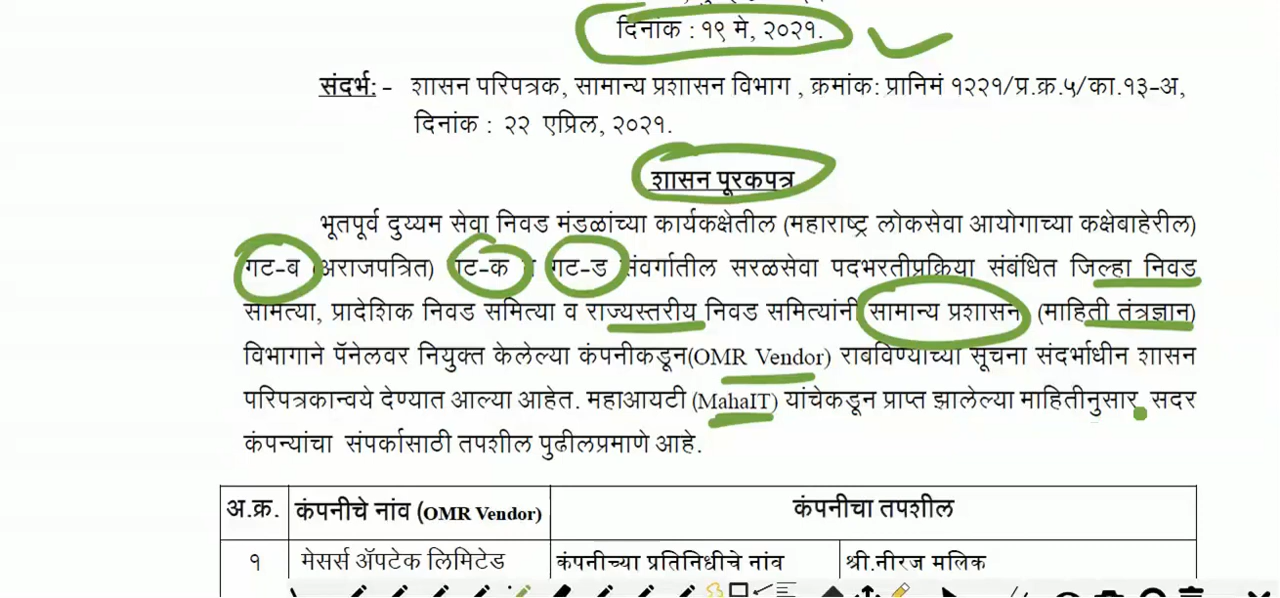 दिनांक : १९ मे, २०२१.
संदर्भ: - शासन परिपत्रक, सामान्य प्रशासन विभाग , क्रमांक: प्रानिमं १२२१/प्र.क्र.५/का.१३-अ,
दिनांक : २२ एप्रिल, २०२१.
शासन पूरकपत्र
भूतपूर्व दुय्यम सेवा निवड मंडळांच्या कार्यकक्षेतील (महाराष्ट्र लोकसेवा आयोगाच्या कक्षेवाहेरील)
गट-ब (अराजपत्रित) गट-क व गट-ड संवर्गातील सरळसेवा पदभरतीप्रक्रिया संबंधित जिल्हा निवड
समित्या, प्रादेशिक निवड समित्या व राज्यस्तरीय निवड समित्यांनी सामान्य प्रशासन (माहिती तंत्रज्ञान)
विभागाने पॅनेलवर नियुक्त केलेल्या कंपनीकडून(OMR Vendor) राबविण्याच्या सूचना संदर्भाधीन शासन
परिपत्रकान्वये देण्यात आल्या आहेत. महाआयटी (MahaIT) यांचेकडून प्राप्त झालेल्या माहितीनुसार, सदर
कंपन्यांचा संपर्कासाठी तपशील पुढीलप्रमाणे आहे.
अ.क्र. कंपनीचे नांव (OMR Vendor) कंपनीचा तपशील
१ मेसर्स ॲपटेक लिमिटेड कंपनीच्या प्रतिनिधीचे नांव श्री.नीरज मलिक